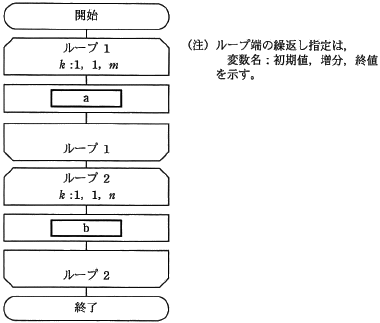 開始
ループ 1
k:1, 1, m
a
ループ 1
ループ 2
k:1, 1, n
b
ループ 2
終了
(注) ループ端の繰返し指定は,
変数名:初期値, 増分, 終値
を示す。